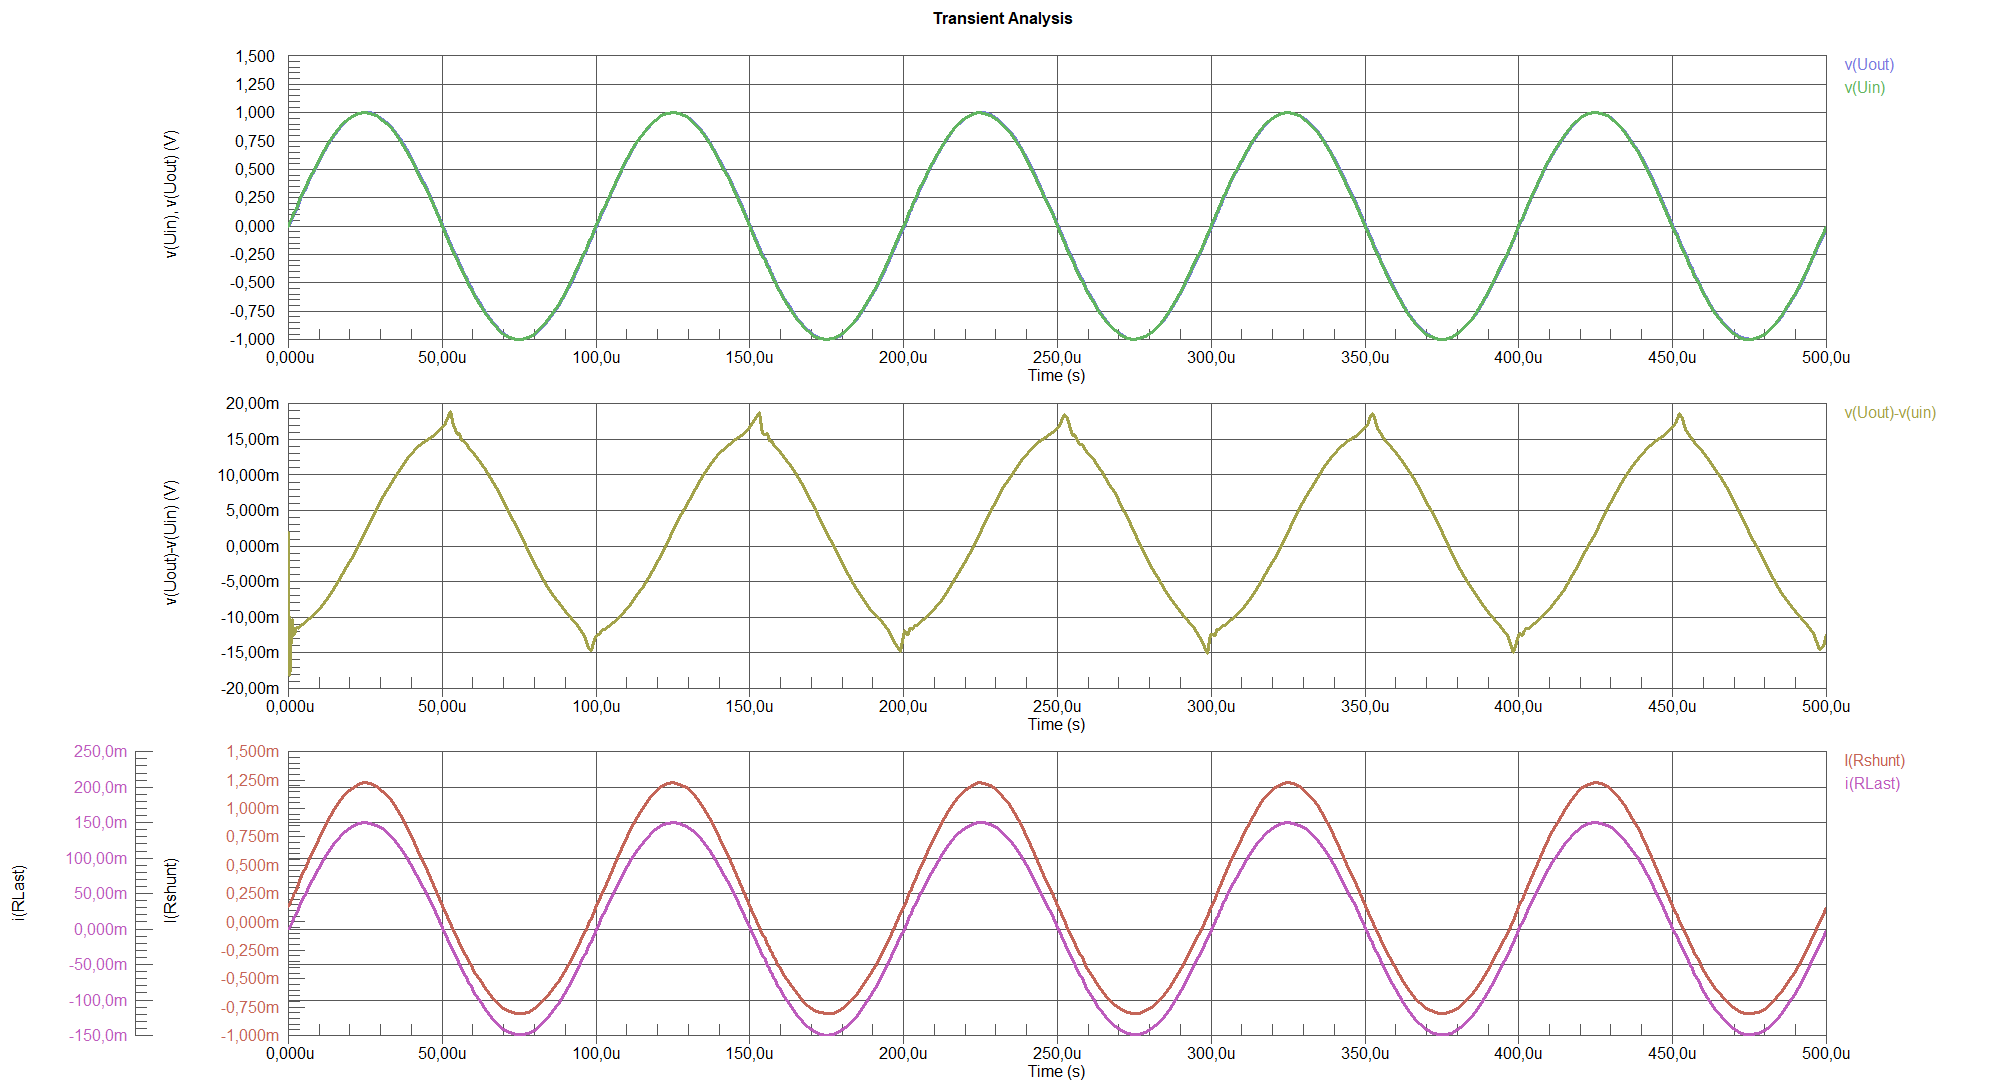 Transient Analysis
1,500
1,250
1,000
0,750
0,500
0,250
0,000
-0,250
-0,500
-0,750
-1,000
v(Uin), v(Uout) (V)
v(Uout)
v(Uin)
0,000u 50,00u 100,0u 150,0u 200,0u 250,0u 300,0u 350,0u 400,0u 450,0u 500,0u
Time (s)
20,00m
15,00m
10,000m
5,000m
0,000m
-5,000m
-10,00m
-15,00m
-20,00m
v(Uout)-v(Uin) (V)
v(Uout)-v(uin)
0,000u 50,00u 100,0u 150,0u 200,0u 250,0u 300,0u 350,0u 400,0u 450,0u 500,0u
Time (s)
250,0m
200,0m
150,0m
100,00m
50,00m
0,000m
-50,00m
-100,0m
-150,0m
i(RLast)
1,500m
1,250m
1,000m
0,750m
0,500m
0,250m
0,000m
-0,250m
-0,500m
-0,750m
-1,000m
I(Rshunt)
I(Rshunt)
i(RLast)
0,000u 50,00u 100,0u 150,0u 200,0u 250,0u 300,0u 350,0u 400,0u 450,0u 500,0u
Time (s)